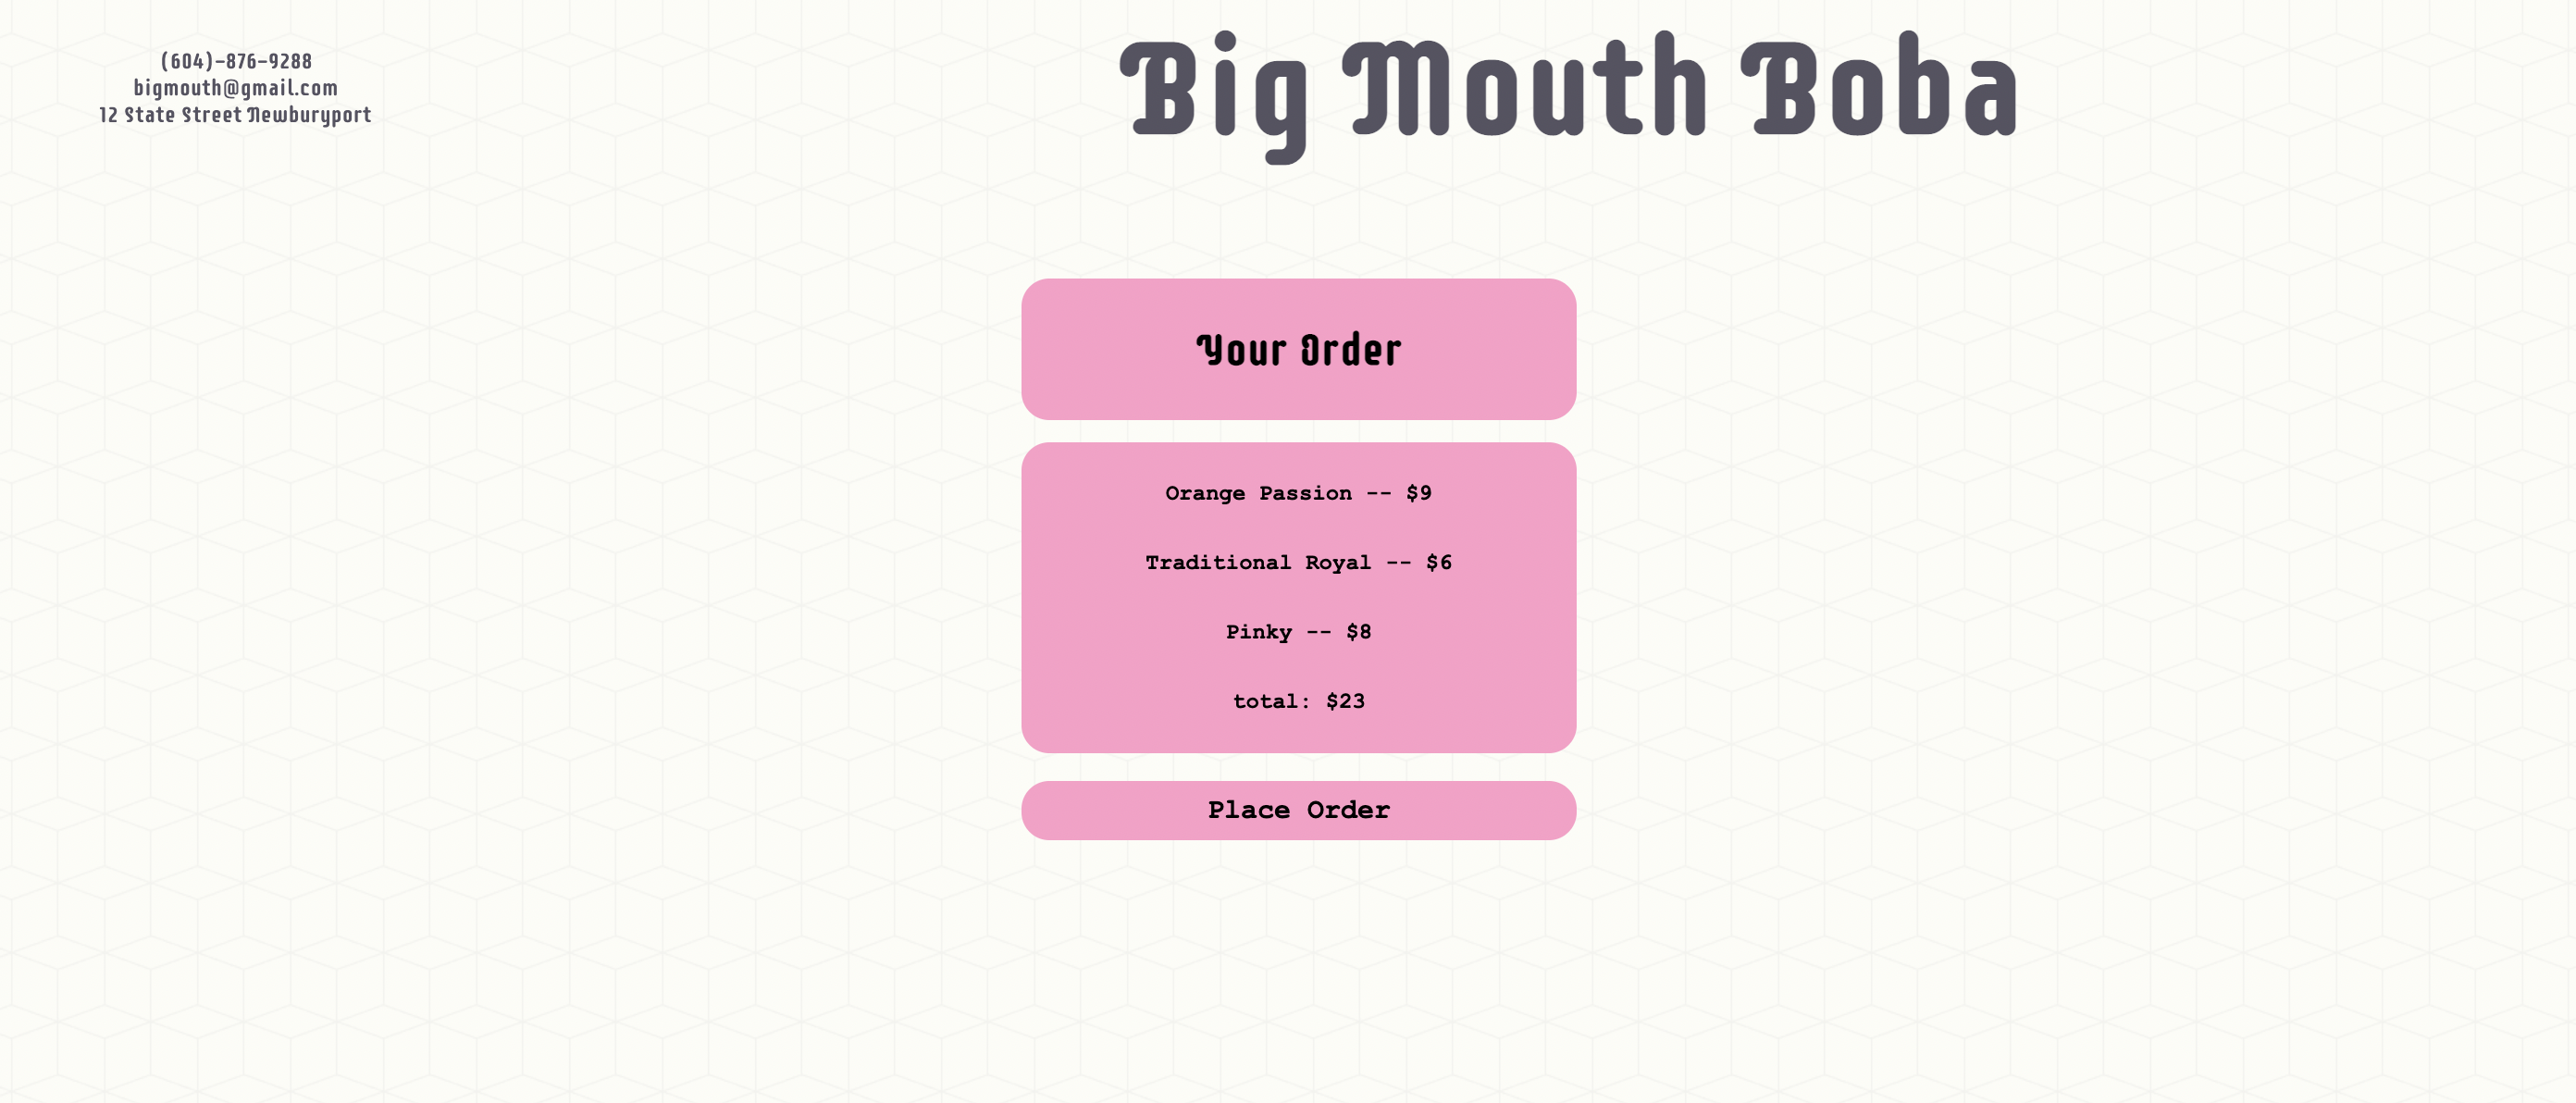 (604)-876-9288
bigmouth@gmail.com
12 State Street Newburyport
Big Mouth Boba
Your Order
Orange Passion -- $9
Traditional Royal -- $6
Pinky -- $8
total: $23
Place Order